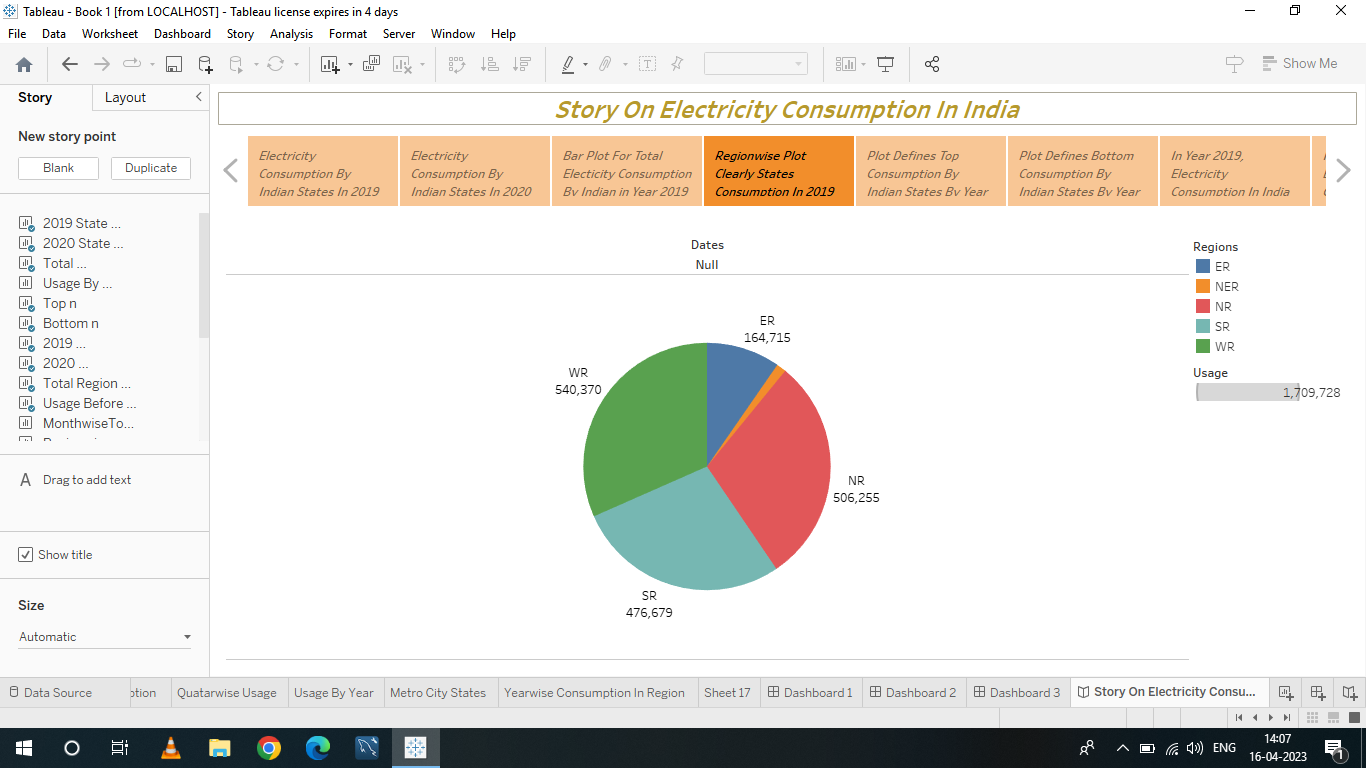 Tableau - Book 1 [from LOCALHOST] - Tableau license expires in 4 days
File Data Worksheet Dashboard Story Analysis Format Server Window Help
Show Me
Story Layout
New story point
Blank Duplicate
2019 State ...
2020 State ...
Total ...
Usage By ...
Top n
Bottom n
2019 ...
2020 ...
Total Region ...
Usage Before ...
MonthwiseTo...
A Drag to add text
Show title
Size
Automatic
Story On Electricity Consumption In India
Electricity
Consumption By
Indian States In 2019
Electricity
Consumption By
Indian States In 2020
Bar Plot For Total
Electicity Consumption
By Indian in Year 2019
Regionwise Plot
Clearly States
Consumption In 2019
Plot Defines Top
Consumption By
Indian States By Year
Plot Defines Bottom
Consumption By
Indian States By Year
In Year 2019,
Electricity
Consumption In India
Dates
Null
ER
164,715
NR
506,255
SR
476,679
WR
540,370
Regions
ER
NER
NR
SR
WR
Usage
1,709,728
Data Source ption Quatarwise Usage Usage By Year Metro City States Yearwise Consumption In Region Sheet 17 Dashboard 1 Dashboard 2 Dashboard 3 Story On Electricity Consu...
ENG
14:07
16-04-2023
1